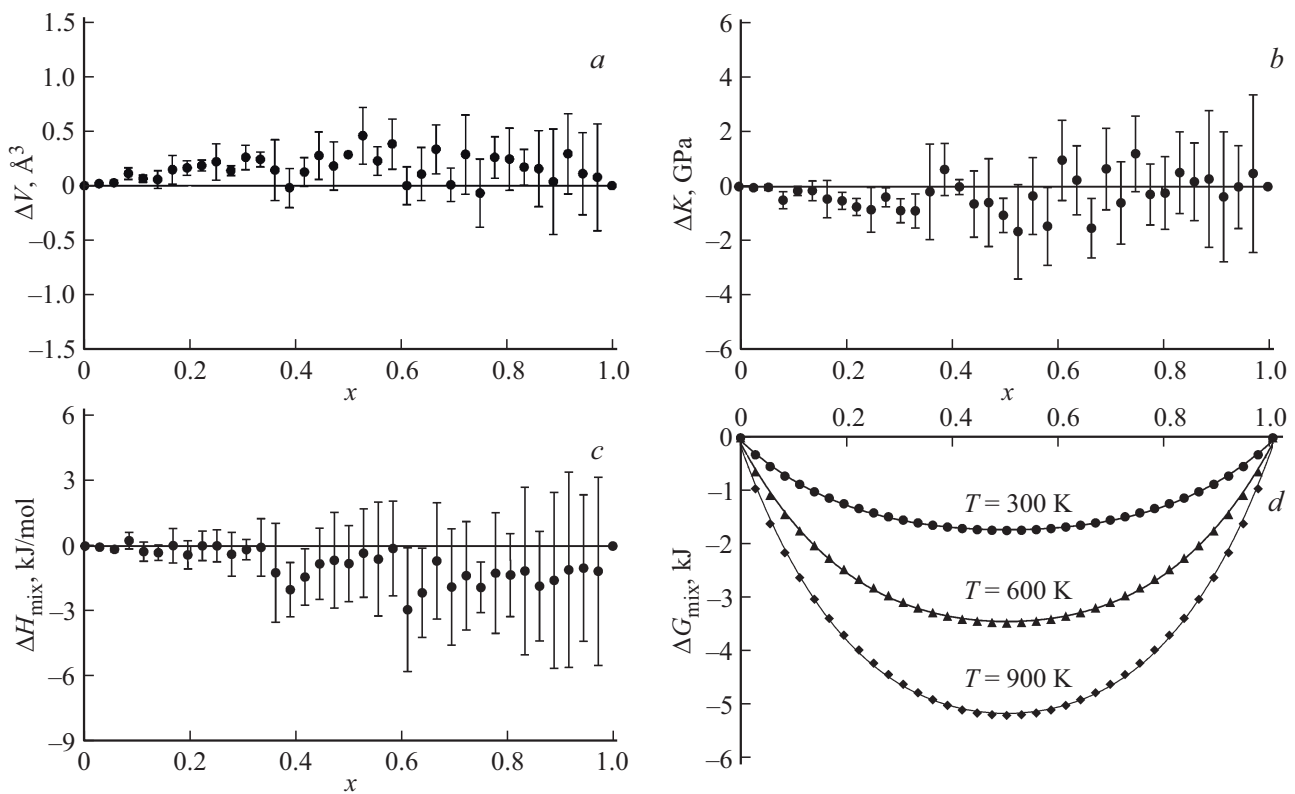 1.5
1.0
0.5
0
–0.5
–1.0
–1.5
ΔV, Å³
a
0 0.2 0.4 0.6 0.8 1.0
x
6
4
2
0
–2
–4
–6
ΔK, GPa
b
0 0.2 0.4 0.6 0.8 1.0
x
6
3
0
–3
–6
–9
ΔH_mix, kJ/mol
c
0 0.2 0.4 0.6 0.8 1.0
x
0 0.2 0.4 0.6 0.8 1.0
0
–1
–2
–3
–4
–5
–6
ΔG_mix, kJ
d
T = 300 K
T = 600 K
T = 900 K